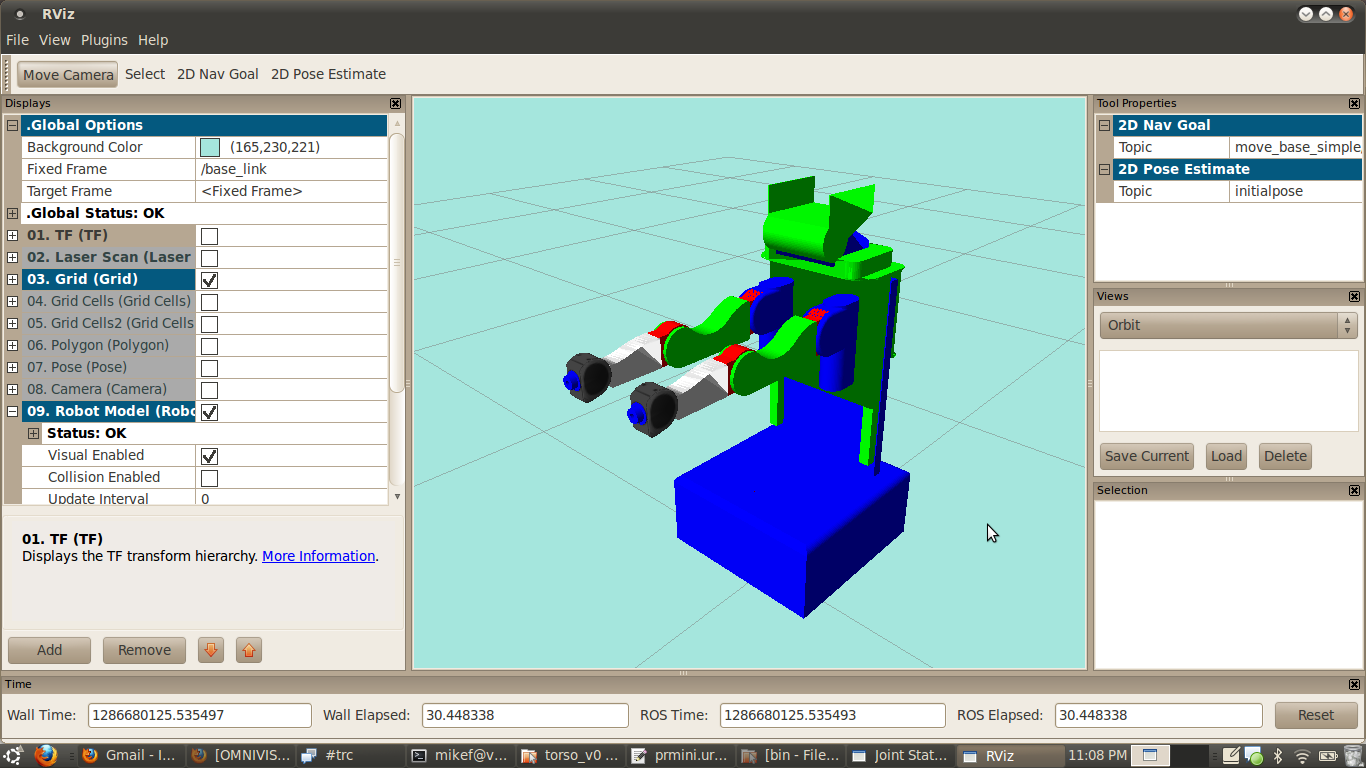 RViz
File View Plugins Help
Move Camera Select 2D Nav Goal 2D Pose Estimate
Displays
.Global Options
Background Color (165,230,221)
Fixed Frame /base_link
Target Frame <Fixed Frame>
.Global Status: OK
01. TF (TF)
02. Laser Scan (Laser
03. Grid (Grid)
04. Grid Cells (Grid Cells)
05. Grid Cells2 (Grid Cells
06. Polygon (Polygon)
07. Pose (Pose)
08. Camera (Camera)
09. Robot Model (Robo
Status: OK
Visual Enabled
Collision Enabled
Update Interval 0
01. TF (TF)
Displays the TF transform hierarchy. More Information.
Add Remove
Tool Properties
2D Nav Goal
Topic move_base_simple
2D Pose Estimate
Topic initialpose
Views
Orbit
Save Current Load Delete
Selection
Time
Wall Time: 1286680125.535497 Wall Elapsed: 30.448338 ROS Time: 1286680125.535493 ROS Elapsed: 30.448338 Reset
Gmail - I... [OMNIVIS... #trc mikef@v... torso_v0 ... prmini.ur... [bin - File... Joint Stat... RViz 11:08 PM